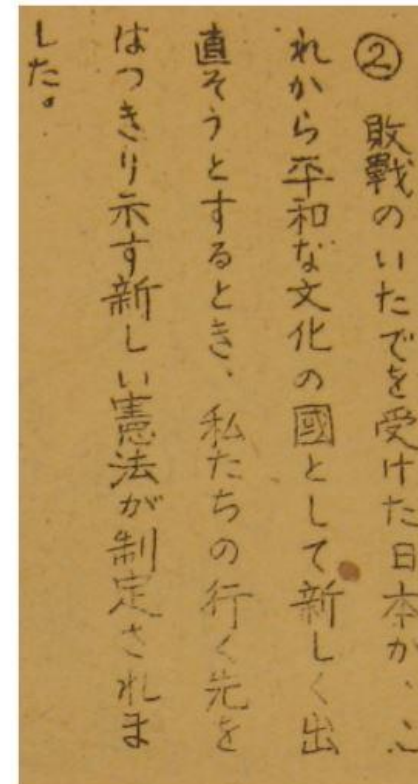 ② 敗戰のいたでを受けた日本が、こ
れから平和な文化の國として新しく出
直そうとするとき、私たちの行く先を
はつきり示す新しい憲法が制定されま
した。